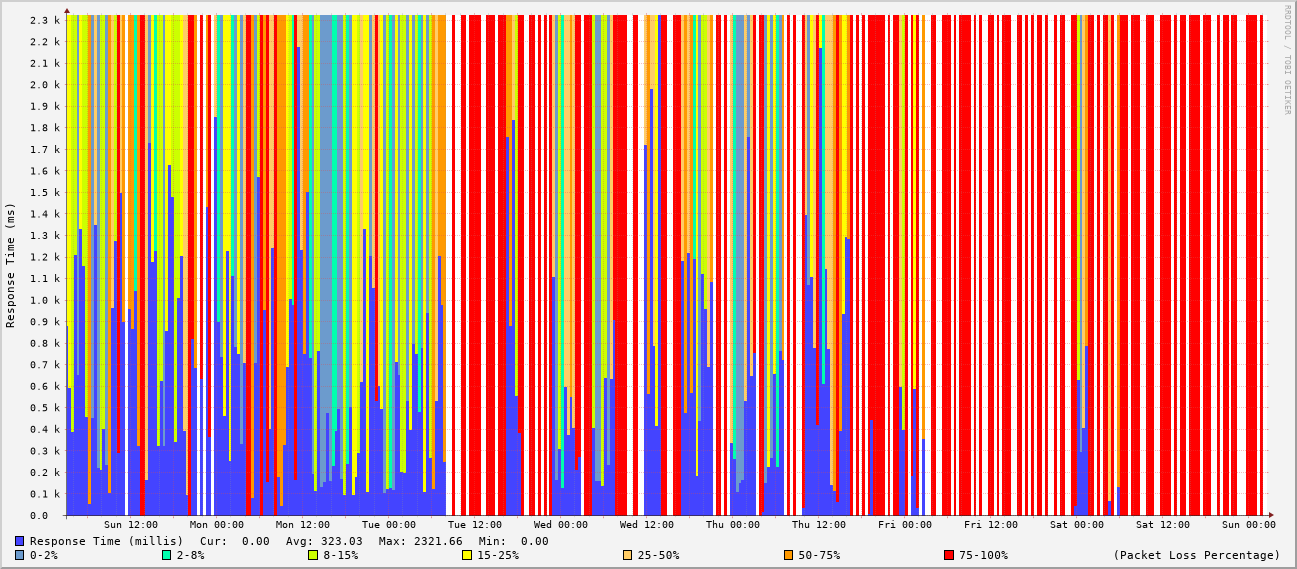 RRDTOOL / TOBI OETIKER
Response Time (ms)
2.3 k
2.2 k
2.1 k
2.0 k
1.9 k
1.8 k
1.7 k
1.6 k
1.5 k
1.4 k
1.3 k
1.2 k
1.1 k
1.0 k
0.9 k
0.8 k
0.7 k
0.6 k
0.5 k
0.4 k
0.3 k
0.2 k
0.1 k
0.0
Sun 12:00 Mon 00:00 Mon 12:00 Tue 00:00 Tue 12:00 Wed 00:00 Wed 12:00 Thu 00:00 Thu 12:00 Fri 00:00 Fri 12:00 Sat 00:00 Sat 12:00 Sun 00:00
Response Time (millis) Cur: 0.00 Avg: 323.03 Max: 2321.66 Min: 0.00
0-2% 2-8% 8-15% 15-25% 25-50% 50-75% 75-100% (Packet Loss Percentage)